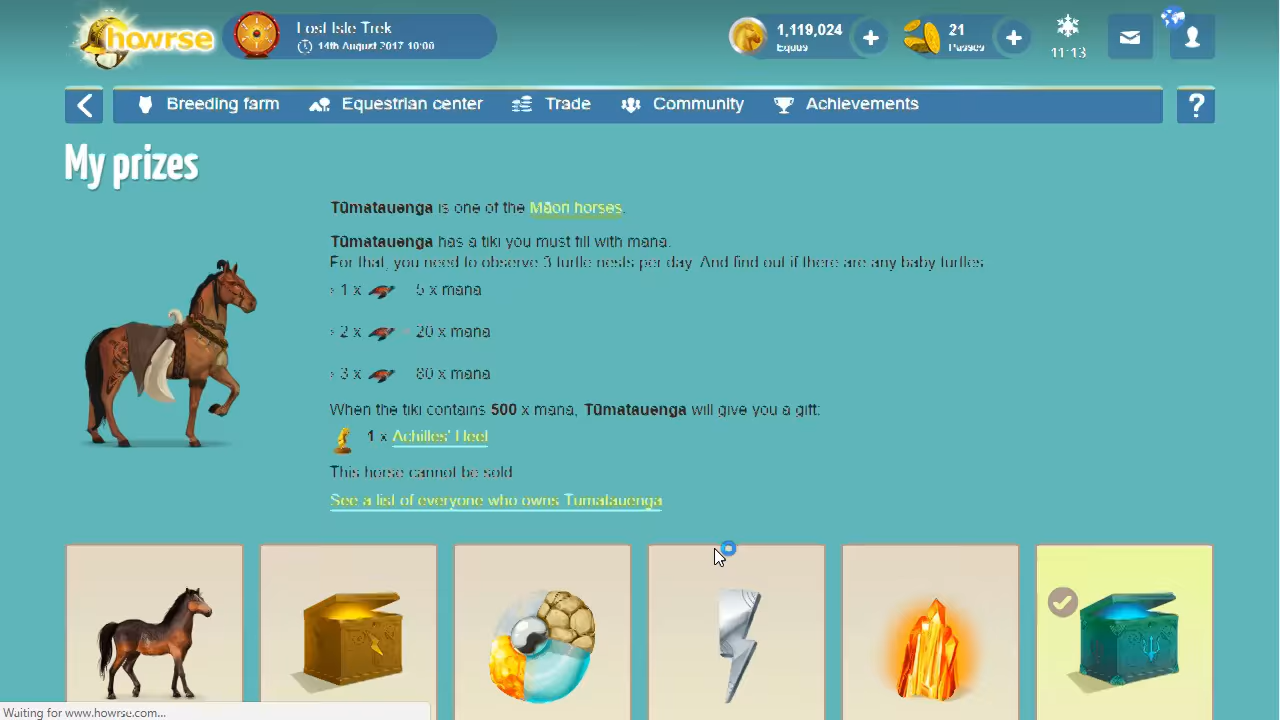 howrse
Lost Isle Trek
14th August 2017 10:00
1,119,024
Equus
21
Passes
11:13
Breeding farm
Equestrian center
Trade
Community
Achievements
?
My prizes
Tūmatauenga is one of the Māori horses.
Tūmatauenga has a tiki you must fill with mana.
For that, you need to observe 3 turtle nests per day. And find out if there are any baby turtles
1 x 5 x mana
2 x = 20 x mana
3 x 80 x mana
When the tiki contains 500 x mana, Tūmatauenga will give you a gift:
1 x Achilles' Heel
This horse cannot be sold
See a list of everyone who owns Tūmatauenga
Waiting for www.howrse.com...